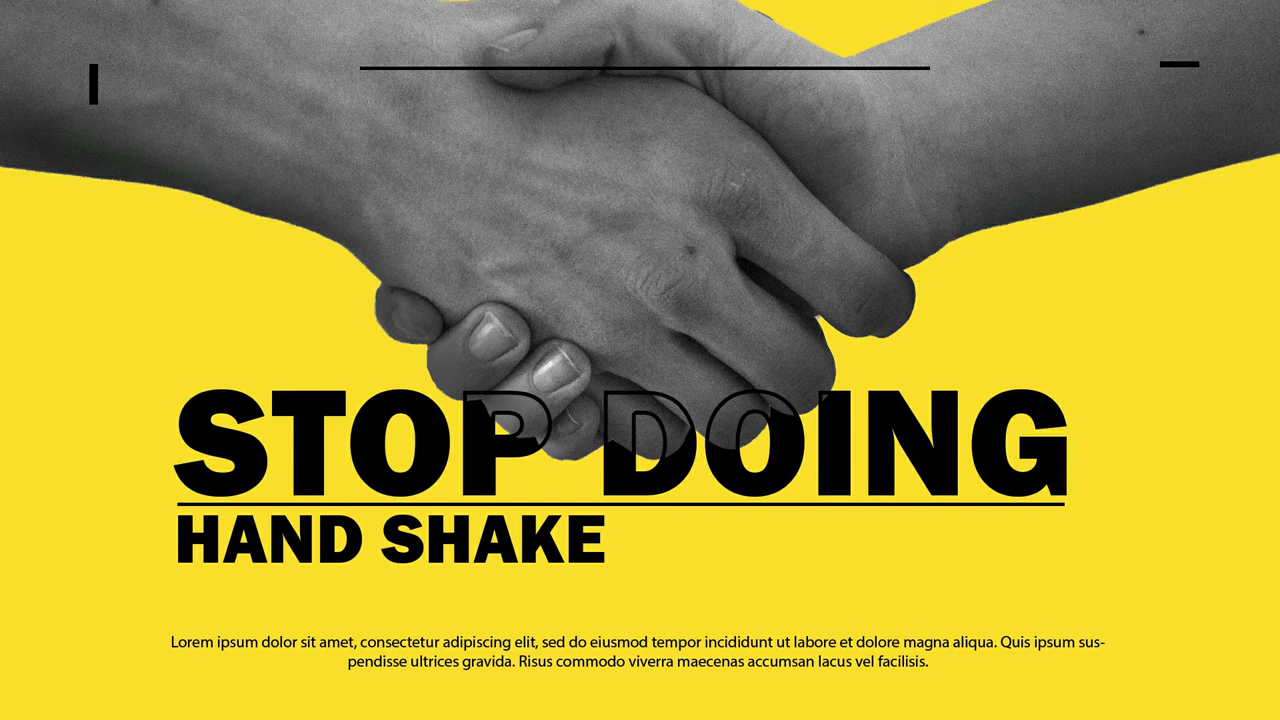 STOP DOING
HAND SHAKE
Lorem ipsum dolor sit amet, consectetur adipiscing elit, sed do eiusmod tempor incididunt ut labore et dolore magna aliqua. Quis ipsum sus-
pendisse ultrices gravida. Risus commodo viverra maecenas accumsan lacus vel facilisis.